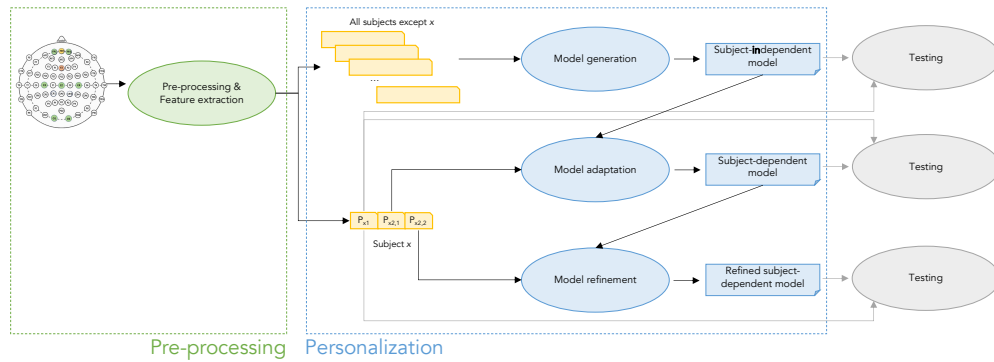 All subjects except x
...
Pre-processing &
Feature extraction
Model generation
Subject-independent
model
Testing
Model adaptation
Subject-dependent
model
Testing
Px1 Px2,1 Px2,2
Subject x
Model refinement
Refined subject-
dependent model
Testing
Pre-processing Personalization